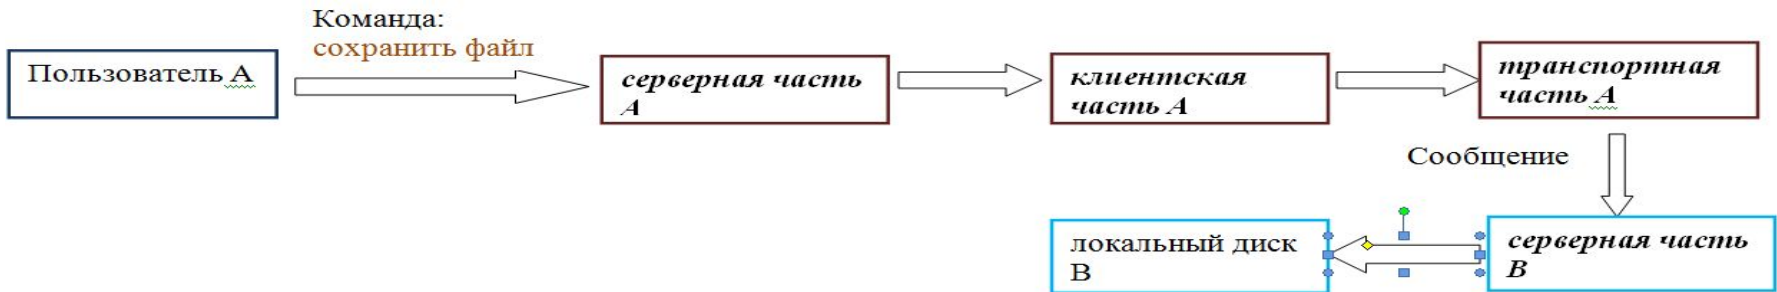 Команда:
сохранить файл
Пользователь А
серверная часть
А
клиентская
часть А
транспортная
часть А
Сообщение
локальный диск
В
серверная часть
В